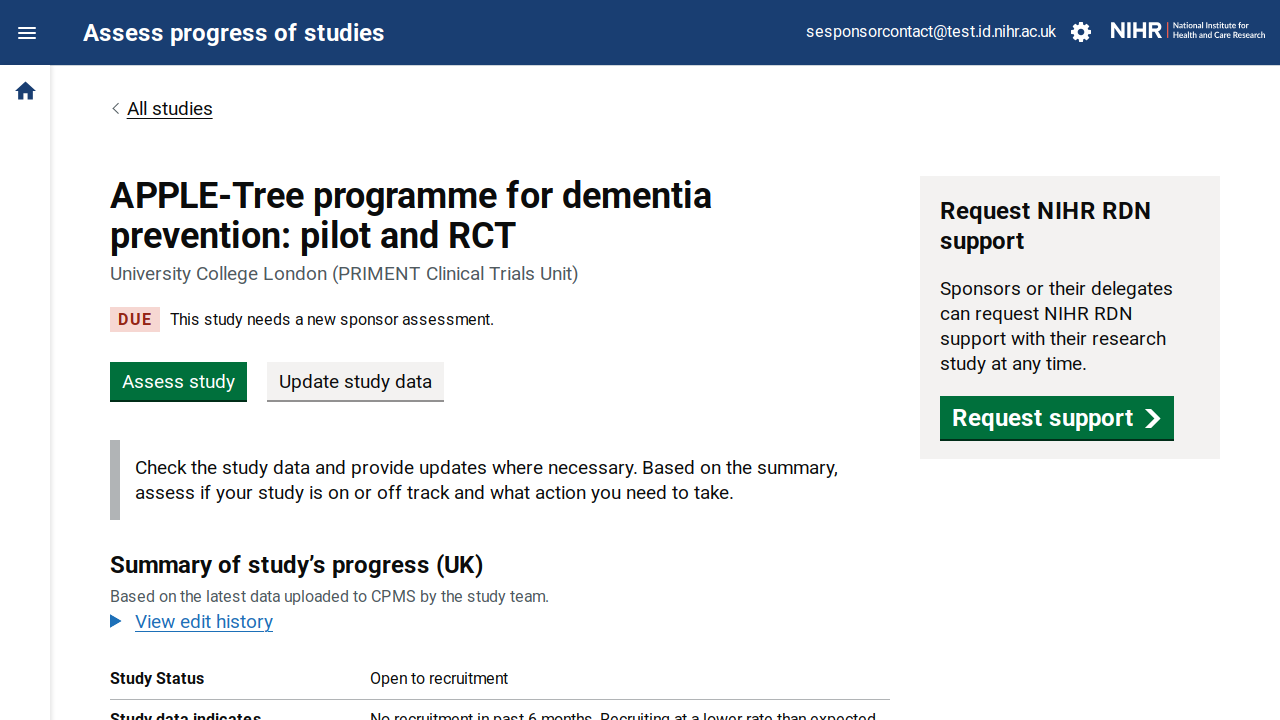 Assess progress of studies
sesponsorcontact@test.id.nihr.ac.uk
NIHR
National Institute for
Health and Care Research
All studies
APPLE-Tree programme for dementia
prevention: pilot and RCT
University College London (PRIMENT Clinical Trials Unit)
DUE This study needs a new sponsor assessment.
Assess study
Update study data
Check the study data and provide updates where necessary. Based on the summary,
assess if your study is on or off track and what action you need to take.
Summary of study’s progress (UK)
Based on the latest data uploaded to CPMS by the study team.
View edit history
Study Status Open to recruitment
Study data indicates No recruitment in past 6 months, Recruiting at a lower rate than expected
Request NIHR RDN
support
Sponsors or their delegates
can request NIHR RDN
support with their research
study at any time.
Request support